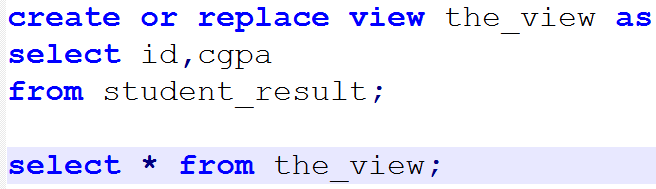 create or replace view the_view as
select id,cgpa
from student_result;
select * from the_view;